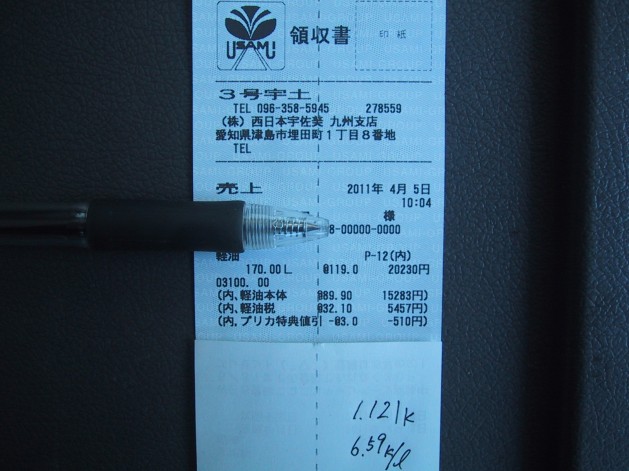 USAMU
領収書
印紙
3号宇土
TEL 096-358-5945 278559
(株) 西日本宇佐美 九州支店
愛知県津島市埋田町1丁目8番地
TEL
売上 2011年 4月 5日
10:04
様
8-00000-0000
軽油 P-12(内)
170.00L @119.0 20230円
03100. 00
(内、軽油本体 @89.90 15283円)
(内、軽油税 @32.10 5457円)
(内、プリカ特典値引 -@3.0 -510円)
1.121K
6.59K/l